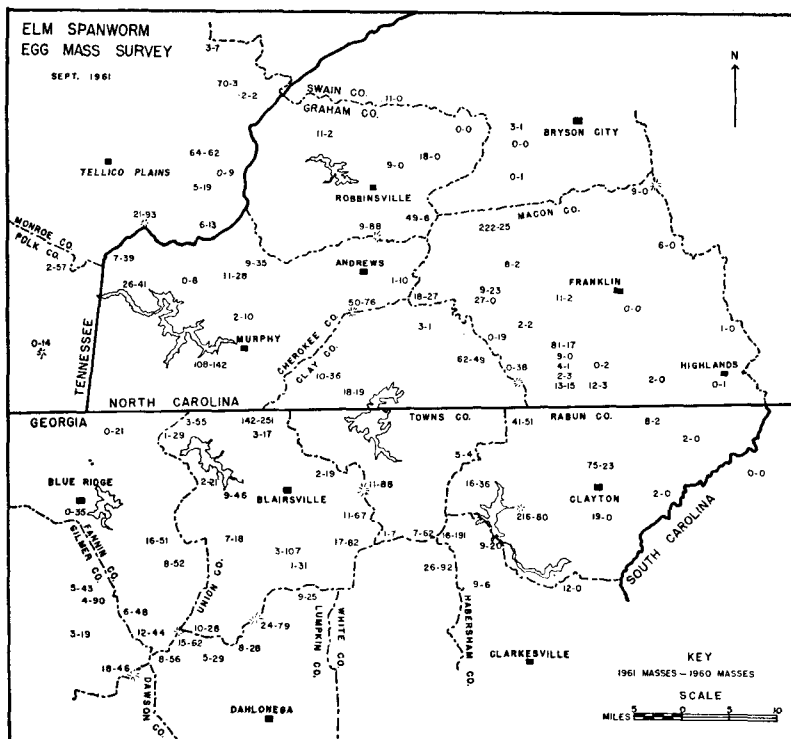 ELM SPANWORM
EGG MASS SURVEY
SEPT. 1961
3-7
N
70-3
2-2
SWAIN CO.
11-0
GRAHAM CO.
11-2
0-0
3-1
BRYSON CITY
0-0
64-62
18-0
9-0
TELLICO PLAINS
0-9
0-1
5-19
ROBBINSVILLE
9-0
21-93
6-13
49-6
MACON CO.
9-88
222-25
MONROE CO.
POLK CO.
7-39
6-0
2-57
9-35
ANDREWS
8-2
11-28
0-8
1-10
26-41
9-23
FRANKLIN
18-27
27-0
11-2
50-76
0-0
2-10
3-1
2-2
1-0
MURPHY
0-19
CHEROKEE CO.
CLAY CO.
81-17
0-14
108-142
62-49
9-0
TENNESSEE
4-1
0-2
HIGHLANDS
0-38
10-36
2-3
2-0
0-1
18-19
13-15
12-3
NORTH CAROLINA
GEORGIA
3-55
142-251
TOWNS CO.
41-51
RABUN CO.
8-2
0-21
1-29
3-17
2-0
5-4
2-19
75-23
0-0
2-21
11-88
16-36
BLUE RIDGE
9-46
BLAIRSVILLE
CLAYTON
2-0
0-35
11-67
216-80
19-0
SOUTH CAROLINA
FANNIN CO.
GILMER CO.
16-51
7-18
17-82
1-7
7-62
18-191
9-20
8-52
3-107
1-31
26-92
UNION CO.
5-43
9-6
12-0
4-90
9-25
6-48
LUMPKIN CO.
WHITE CO.
HABERSHAM CO.
24-79
3-19
12-44
10-28
15-62
8-28
8-56
5-29
CLARKESVILLE
18-46
KEY
1961 MASSES – 1960 MASSES
DAWSON CO.
SCALE
DAHLONEGA
MILES
5 0 5 10